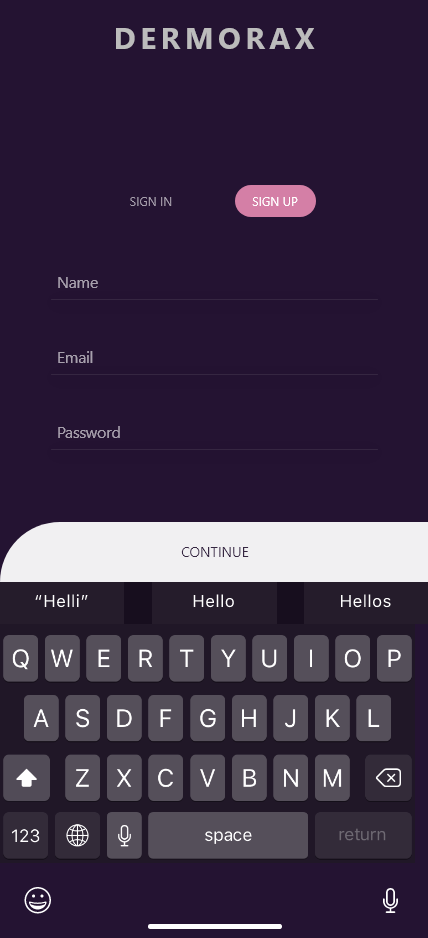 DERMORAX
SIGN IN SIGN UP
Name
Email
Password
CONTINUE
“Helli” Hello Hellos
Q W E R T Y U I O P
A S D F G H J K L
Z X C V B N M
123 space return